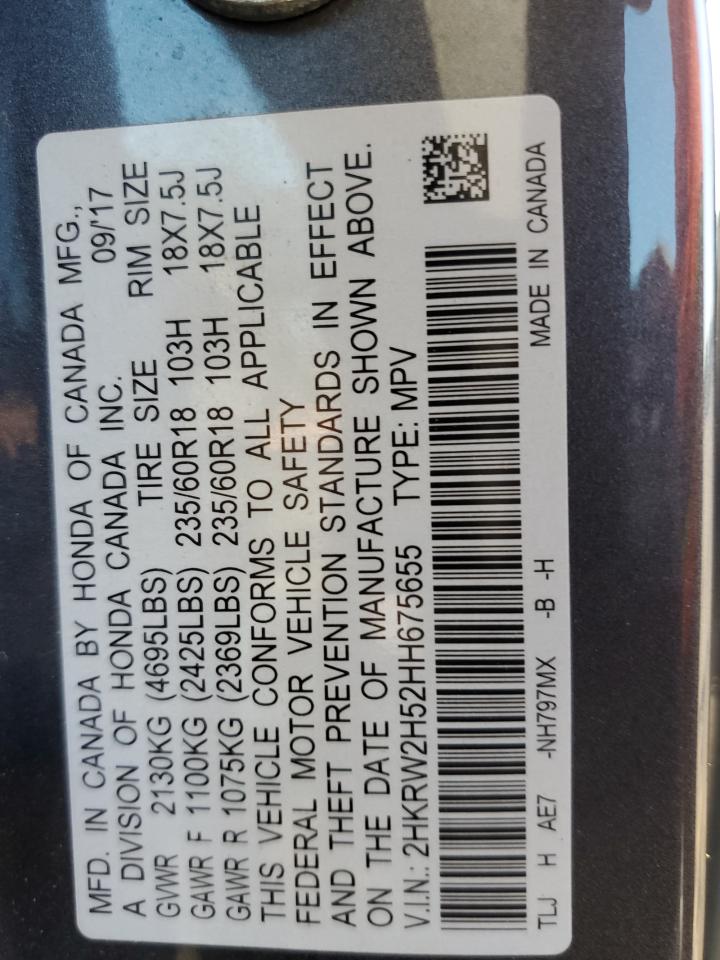 MFD. IN CANADA BY HONDA OF CANADA MFG.,
A DIVISION OF HONDA CANADA INC. 09/17
GVWR 2130KG (4695LBS) TIRE SIZE RIM SIZE
GAWR F 1100KG (2425LBS) 235/60R18 103H 18X7.5J
GAWR R 1075KG (2369LBS) 235/60R18 103H 18X7.5J
THIS VEHICLE CONFORMS TO ALL APPLICABLE
FEDERAL MOTOR VEHICLE SAFETY
AND THEFT PREVENTION STANDARDS IN EFFECT
ON THE DATE OF MANUFACTURE SHOWN ABOVE.
V.I.N.: 2HKRW2H52HH675655 TYPE: MPV
TLJ H AE7 -NH797MX -B -H MADE IN CANADA